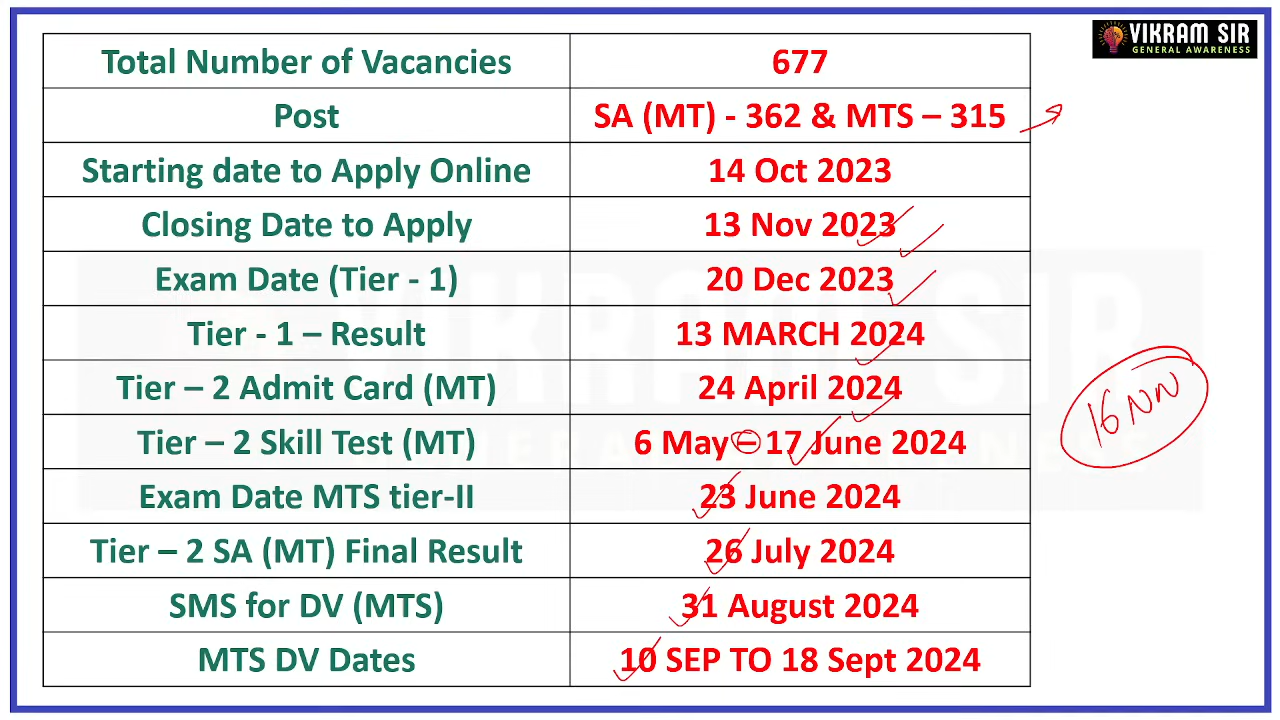 VIKRAM SIR
GENERAL AWARENESS
Total Number of Vacancies 677
Post SA (MT) - 362 & MTS – 315
Starting date to Apply Online 14 Oct 2023
Closing Date to Apply 13 Nov 2023
Exam Date (Tier - 1) 20 Dec 2023
Tier - 1 – Result 13 MARCH 2024
Tier – 2 Admit Card (MT) 24 April 2024
Tier – 2 Skill Test (MT) 6 May – 17 June 2024
Exam Date MTS tier-II 23 June 2024
Tier – 2 SA (MT) Final Result 26 July 2024
SMS for DV (MTS) 31 August 2024
MTS DV Dates 10 SEP TO 18 Sept 2024
16